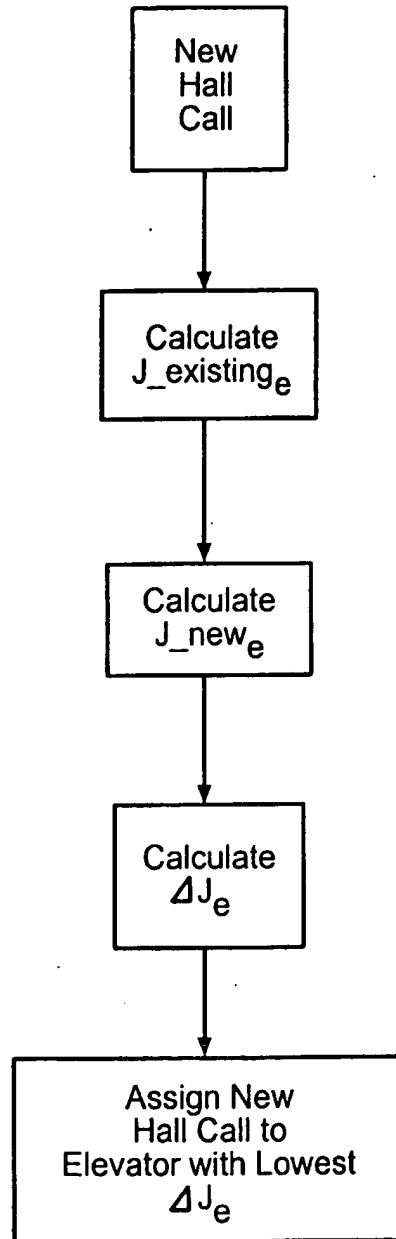 New
Hall
Call
Calculate
J_existing_e
Calculate
J_new_e
Calculate
ΔJ_e
Assign New
Hall Call to
Elevator with Lowest
ΔJ_e